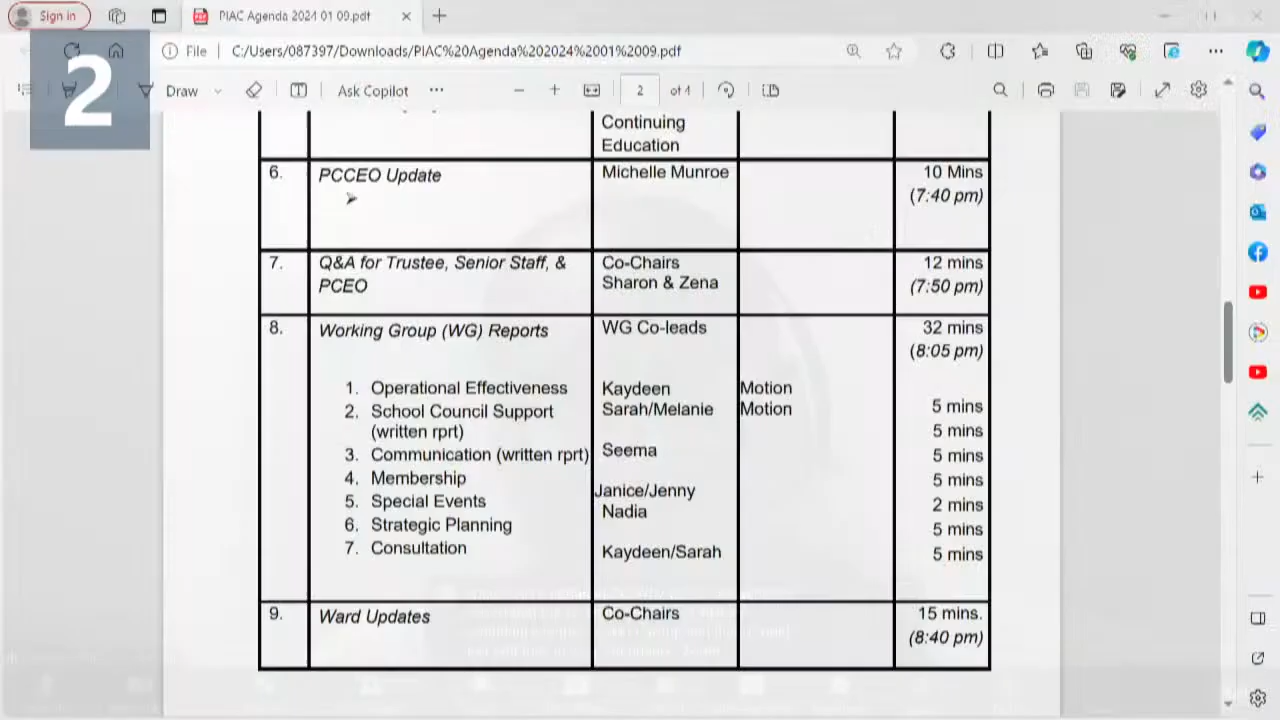 Sign in
PIAC Agenda 2024 01 09.pdf
2
File
C:/Users/087397/Downloads/PIAC%20Agenda%202024%2001%2009.pdf
Draw
Ask Copilot
2 of 4
Continuing
Education
6. PCCEO Update Michelle Munroe 10 Mins
(7:40 pm)
7. Q&A for Trustee, Senior Staff, & Co-Chairs 12 mins
PCEO Sharon & Zena (7:50 pm)
8. Working Group (WG) Reports WG Co-leads 32 mins
(8:05 pm)
1. Operational Effectiveness Kaydeen Motion 5 mins
2. School Council Support Sarah/Melanie Motion 5 mins
(written rprt)
3. Communication (written rprt) Seema 5 mins
4. Membership 5 mins
5. Special Events Janice/Jenny 2 mins
6. Strategic Planning Nadia 5 mins
7. Consultation Kaydeen/Sarah 5 mins
9. Ward Updates Co-Chairs 15 mins.
(8:40 pm)